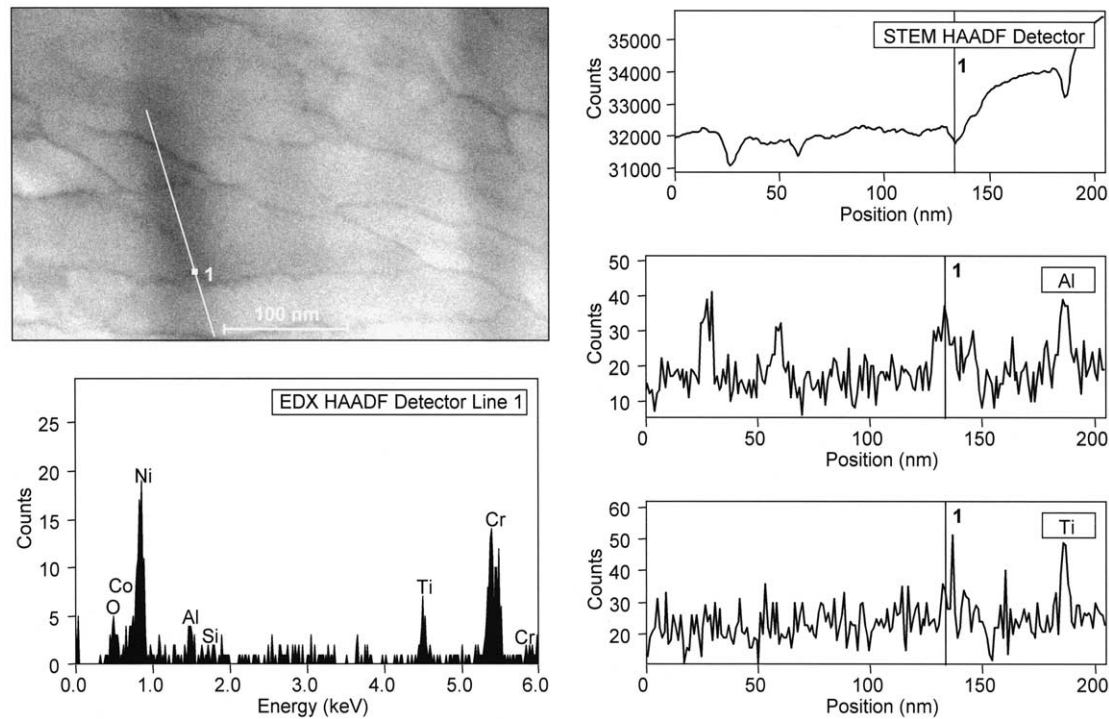 1
100 nm
EDX HAADF Detector Line 1
25
20
15
10
5
0
Counts
Ni
Co
O
Al
Si
Ti
Cr
Cr
0.0 1.0 2.0 3.0 4.0 5.0 6.0
Energy (keV)
STEM HAADF Detector
1
35000
34000
33000
32000
31000
Counts
0 50 100 150 200
Position (nm)
Al
1
50
40
30
20
10
Counts
0 50 100 150 200
Position (nm)
Ti
1
60
50
40
30
20
Counts
0 50 100 150 200
Position (nm)